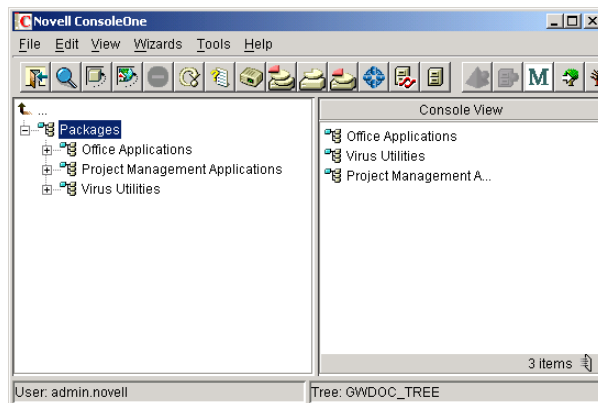 Novell ConsoleOne
File Edit View Wizards Tools Help
M
...
Packages
Office Applications
Project Management Applications
Virus Utilities
Console View
Office Applications
Virus Utilities
Project Management A...
3 items
User: admin.novell
Tree: GWDOC_TREE